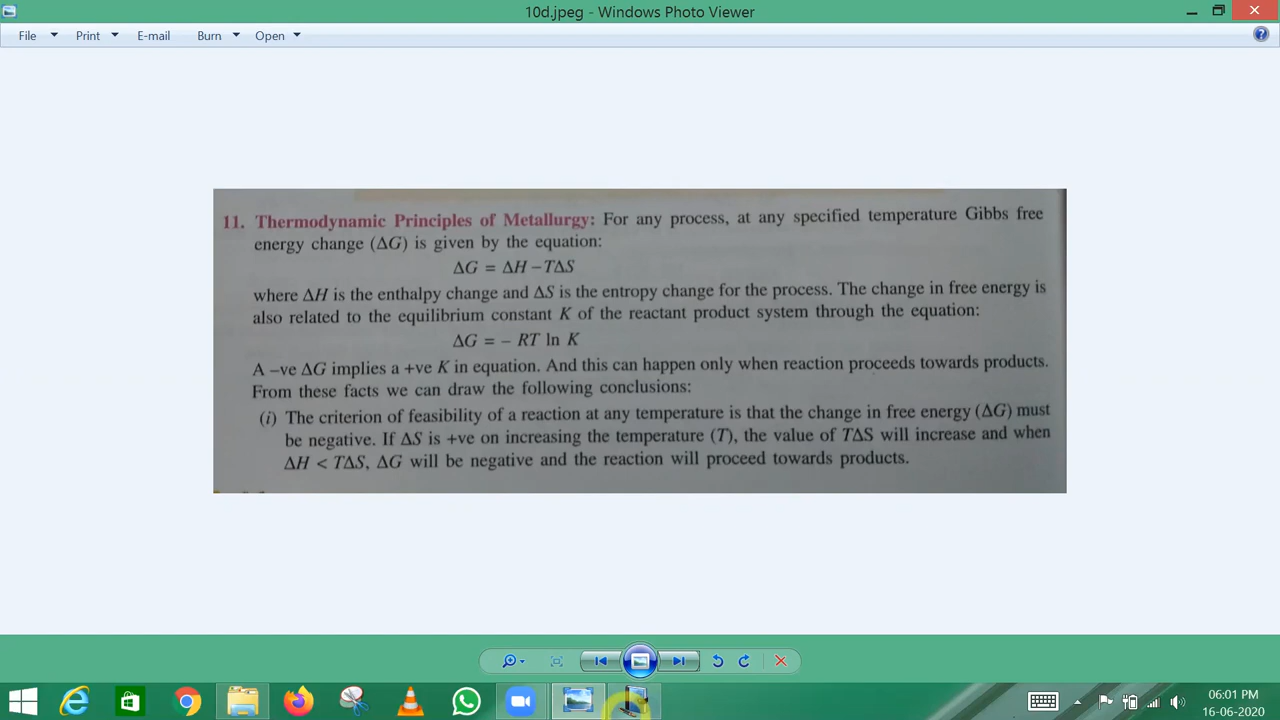 10d.jpeg - Windows Photo Viewer
File Print E-mail Burn Open
11. Thermodynamic Principles of Metallurgy: For any process, at any specified temperature Gibbs free
energy change (ΔG) is given by the equation:
ΔG = ΔH – TΔS
where ΔH is the enthalpy change and ΔS is the entropy change for the process. The change in free energy is
also related to the equilibrium constant K of the reactant product system through the equation:
ΔG = – RT ln K
A –ve ΔG implies a +ve K in equation. And this can happen only when reaction proceeds towards products.
From these facts we can draw the following conclusions:
(i) The criterion of feasibility of a reaction at any temperature is that the change in free energy (ΔG) must
be negative. If ΔS is +ve on increasing the temperature (T), the value of TΔS will increase and when
ΔH < TΔS, ΔG will be negative and the reaction will proceed towards products.
06:01 PM
16-06-2020